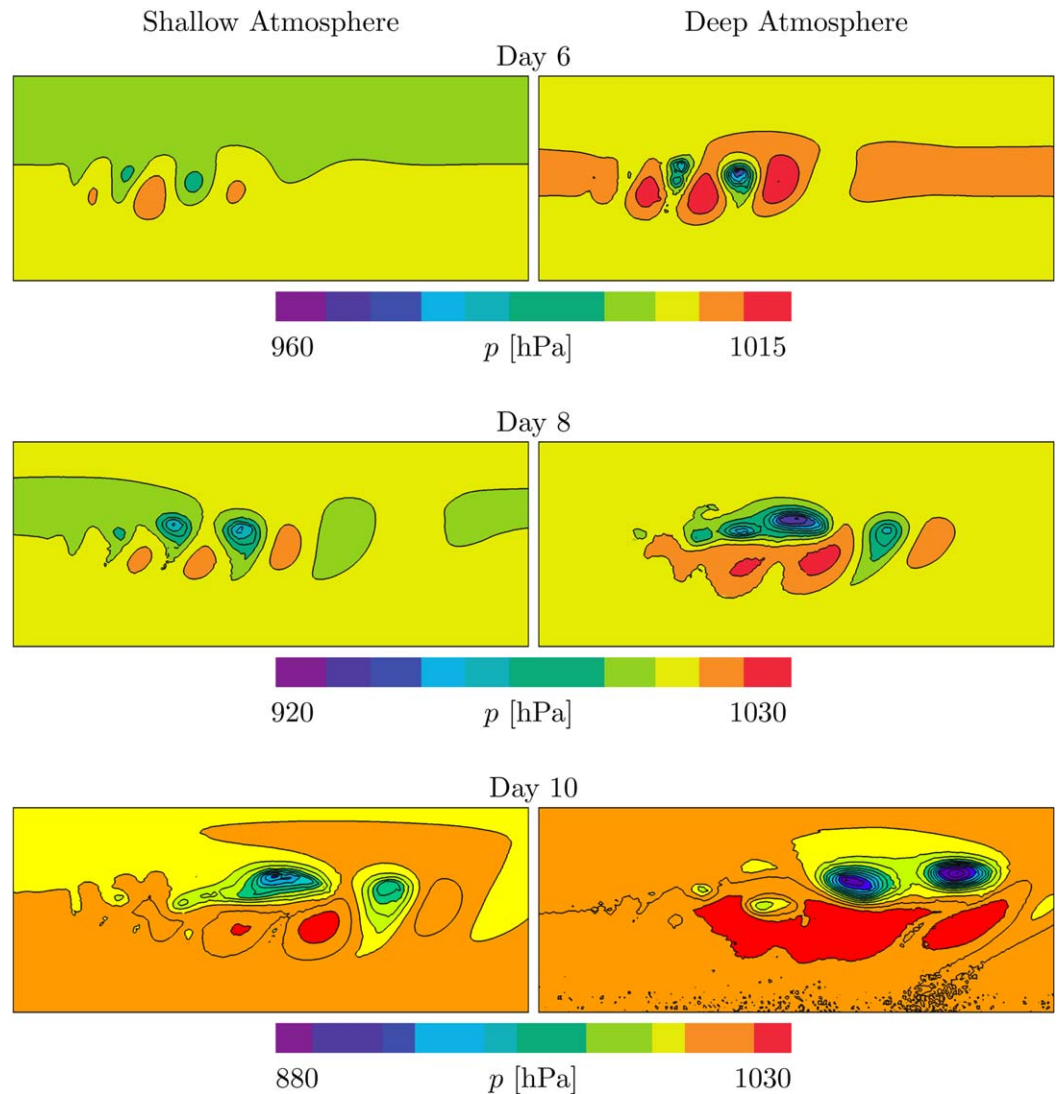 Shallow Atmosphere Deep Atmosphere
Day 6
960 p [hPa] 1015
Day 8
920 p [hPa] 1030
Day 10
880 p [hPa] 1030